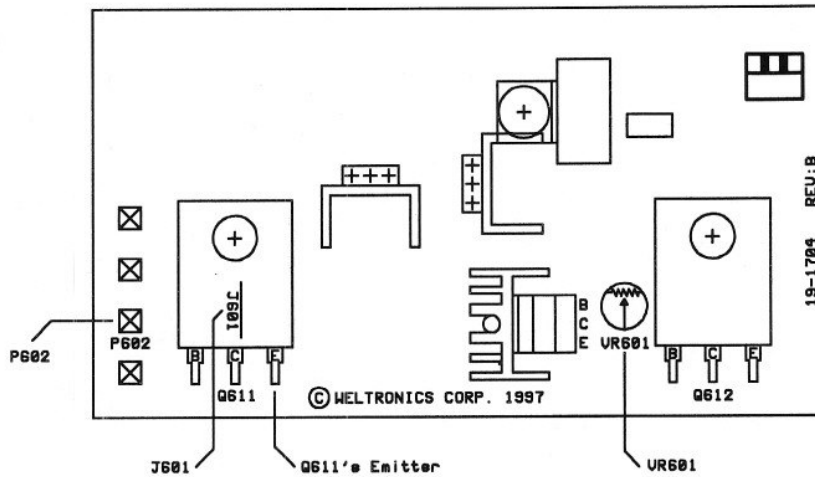 REV:B
19-1704
J601
P602
P602
B C E
Q611
© WELTRONICS CORP. 1997
B
C
E
VR601
B C E
Q612
J601
Q611's Emitter
VR601